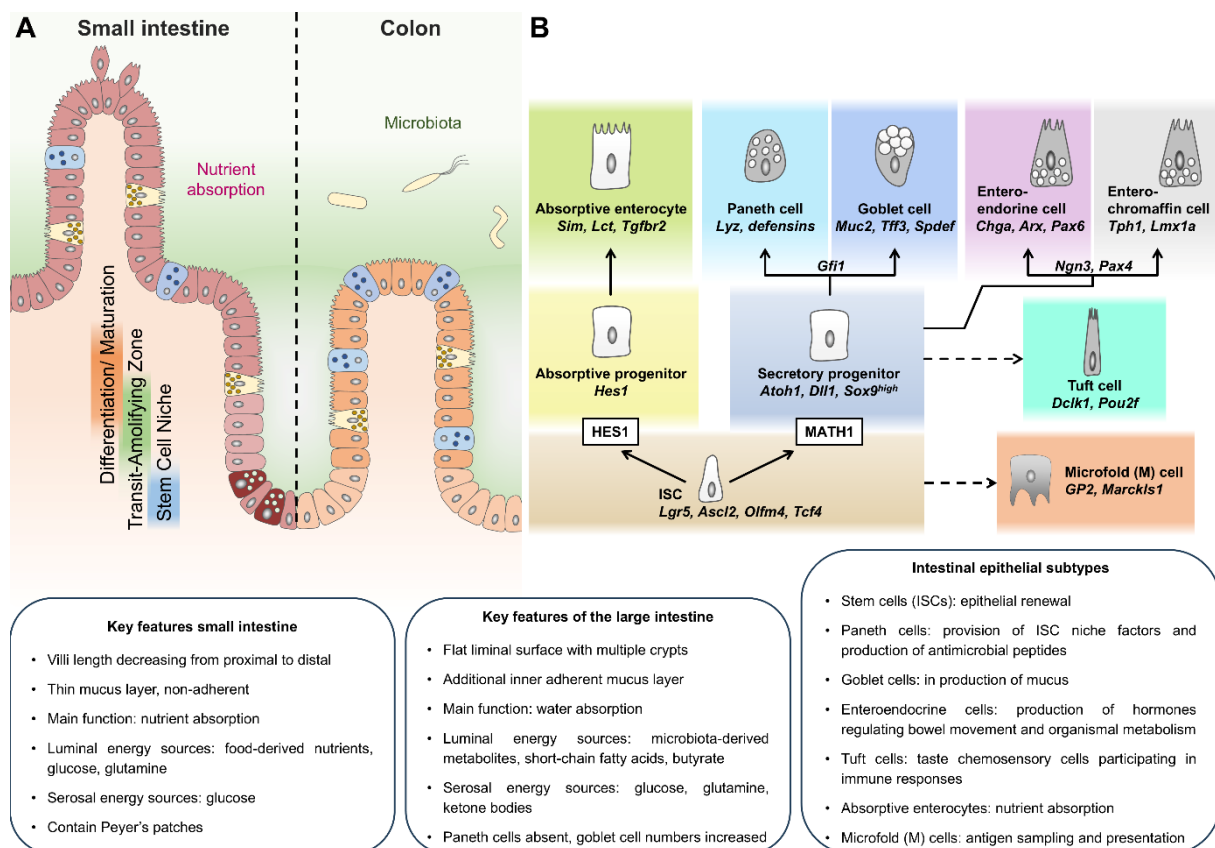 A
Small intestine
Colon
Nutrient
absorption
Microbiota
Differentiation/ Maturation
Transit-Amolifying Zone
Stem Cell Niche
B
Absorptive enterocyte
Sim, Lct, Tgfbr2
Paneth cell
Lyz, defensins
Goblet cell
Muc2, Tff3, Spdef
Entero-
endorine cell
Chga, Arx, Pax6
Entero-
chromaffin cell
Tph1, Lmx1a
Gfi1
Ngn3, Pax4
Absorptive progenitor
Hes1
Secretory progenitor
Atoh1, Dll1, Sox9high
Tuft cell
Dclk1, Pou2f
HES1
MATH1
ISC
Lgr5, Ascl2, Olfm4, Tcf4
Microfold (M) cell
GP2, Marckls1
Key features small intestine
• Villi length decreasing from proximal to distal
• Thin mucus layer, non-adherent
• Main function: nutrient absorption
• Luminal energy sources: food-derived nutrients,
glucose, glutamine
• Serosal energy sources: glucose
• Contain Peyer's patches
Key features of the large intestine
• Flat liminal surface with multiple crypts
• Additional inner adherent mucus layer
• Main function: water absorption
• Luminal energy sources: microbiota-derived
metabolites, short-chain fatty acids, butyrate
• Serosal energy sources: glucose, glutamine,
ketone bodies
• Paneth cells absent, goblet cell numbers increased
Intestinal epithelial subtypes
• Stem cells (ISCs): epithelial renewal
• Paneth cells: provision of ISC niche factors and
production of antimicrobial peptides
• Goblet cells: in production of mucus
• Enteroendocrine cells: production of hormones
regulating bowel movement and organismal metabolism
• Tuft cells: taste chemosensory cells participating in
immune responses
• Absorptive enterocytes: nutrient absorption
• Microfold (M) cells: antigen sampling and presentation